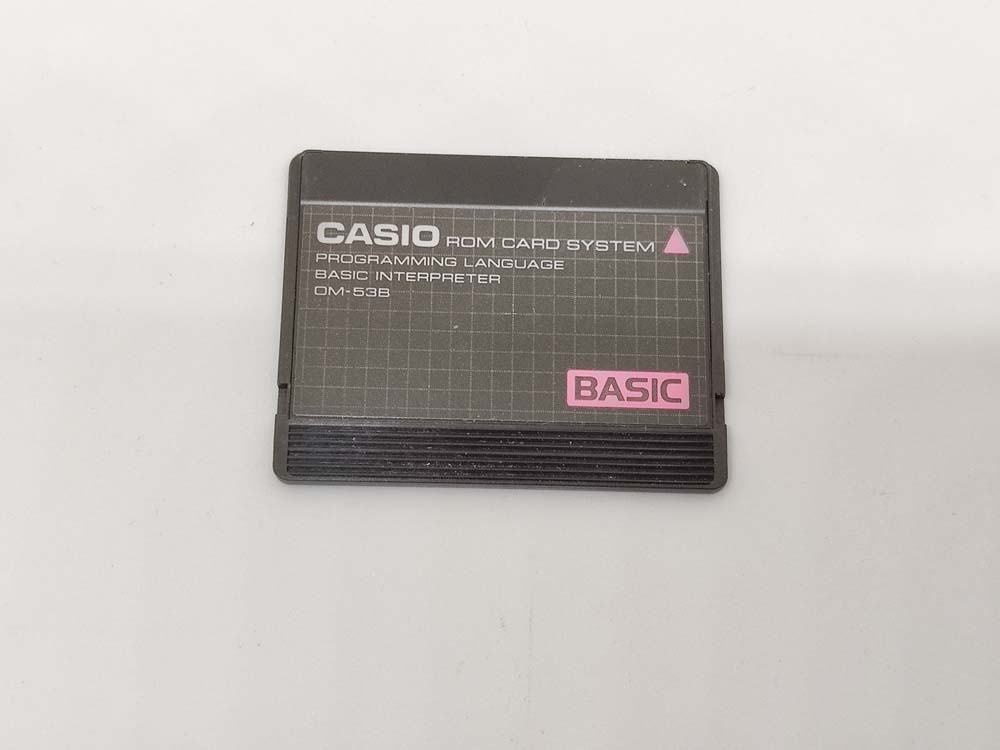 CASIO ROM CARD SYSTEM
PROGRAMMING LANGUAGE
BASIC INTERPRETER
OM-53B
BASIC